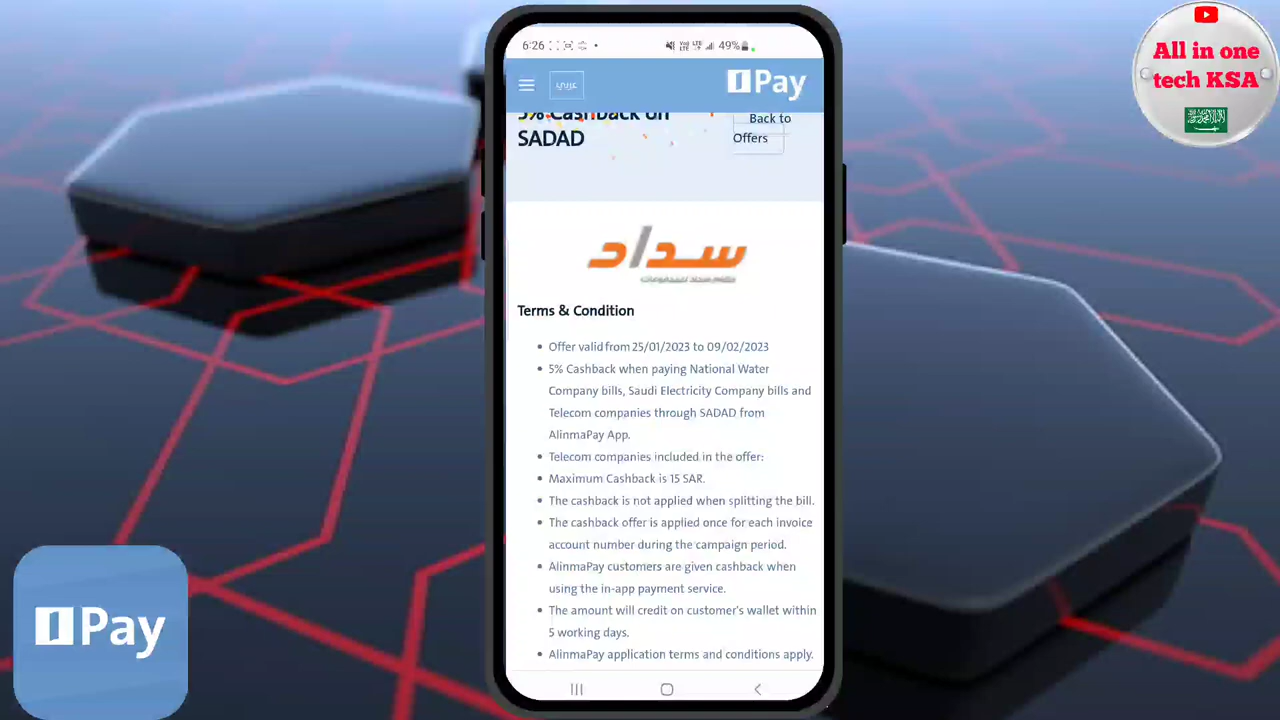 6:26
49%
عربي
Pay
5% Cashback on
SADAD
Back to
Offers
سداد
Terms & Condition
Offer valid from 25/01/2023 to 09/02/2023
5% Cashback when paying National Water
Company bills, Saudi Electricity Company bills and
Telecom companies through SADAD from
AlinmaPay App.
Telecom companies included in the offer:
Maximum Cashback is 15 SAR.
The cashback is not applied when splitting the bill.
The cashback offer is applied once for each invoice
account number during the campaign period.
AlinmaPay customers are given cashback when
using the in-app payment service.
The amount will credit on customer's wallet within
5 working days.
AlinmaPay application terms and conditions apply.
All in one
tech KSA
Pay